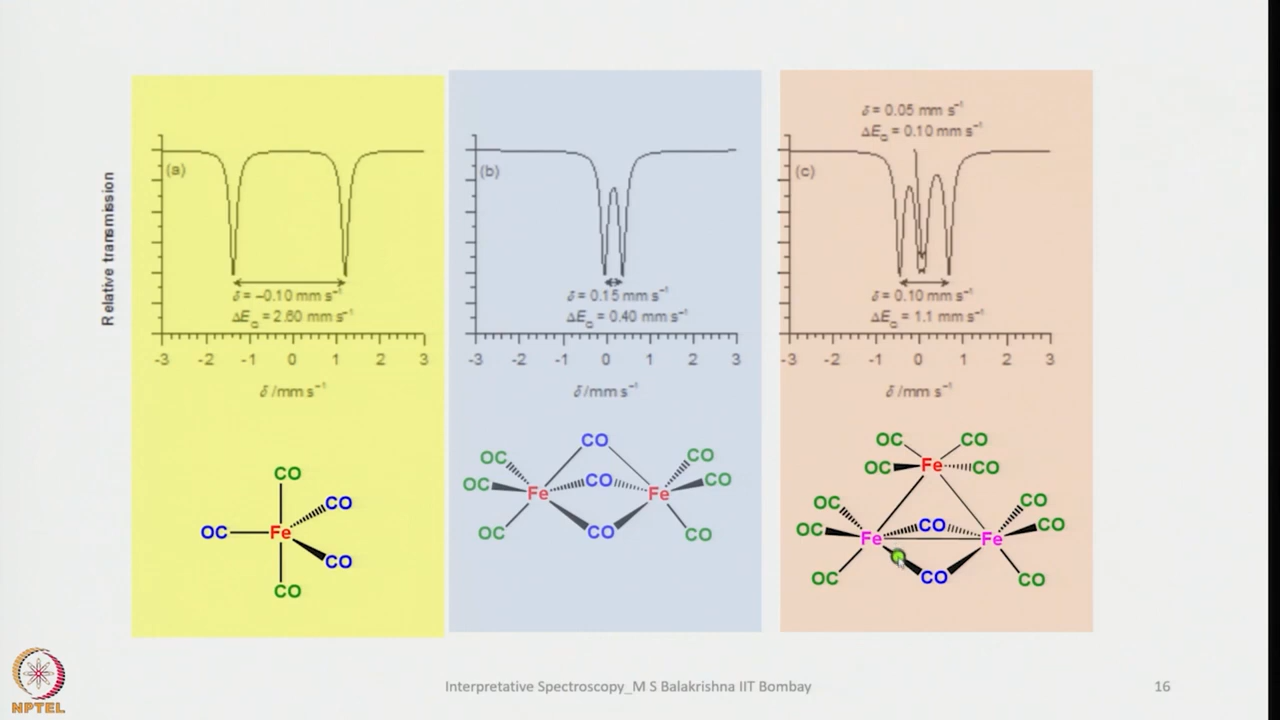 Relative transmission
(a)
δ = –0.10 mm s⁻¹
ΔE_Q = 2.60 mm s⁻¹
-3 -2 -1 0 1 2 3
δ /mm s⁻¹
CO
CO
OC Fe
CO
CO
(b)
δ = 0.15 mm s⁻¹
ΔE_Q = 0.40 mm s⁻¹
-3 -2 -1 0 1 2 3
δ /mm s⁻¹
CO
OC CO
OC CO CO
Fe Fe
OC CO CO
δ = 0.05 mm s⁻¹
ΔE_Q = 0.10 mm s⁻¹
(c)
δ = 0.10 mm s⁻¹
ΔE_Q = 1.1 mm s⁻¹
-3 -2 -1 0 1 2 3
δ /mm s⁻¹
OC CO
OC Fe CO
OC CO
OC CO CO
Fe Fe
OC CO CO
NPTEL
Interpretative Spectroscopy_M S Balakrishna IIT Bombay
16